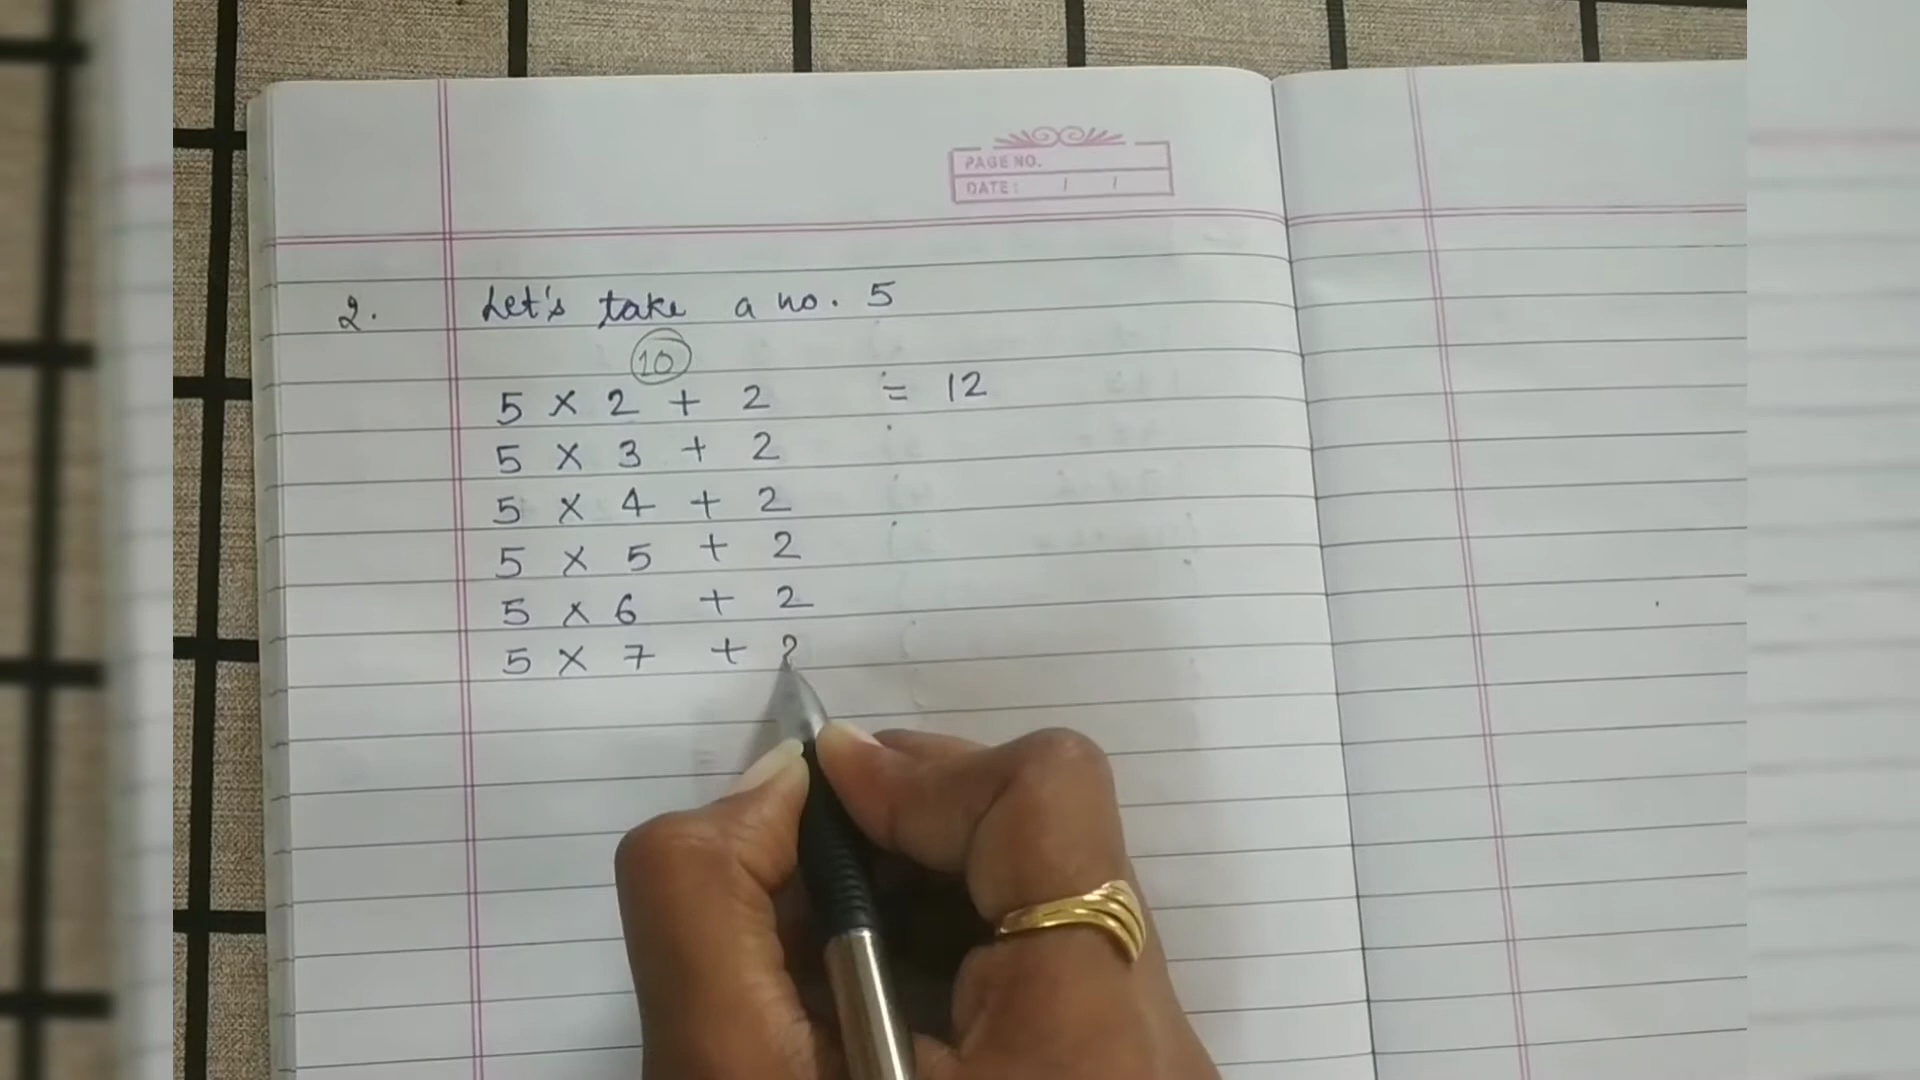 PAGE NO.
DATE: / /
2. Let's take a no. 5
10
5 × 2 + 2 = 12
5 × 3 + 2
5 × 4 + 2
5 × 5 + 2
5 × 6 + 2
5 × 7 + 2